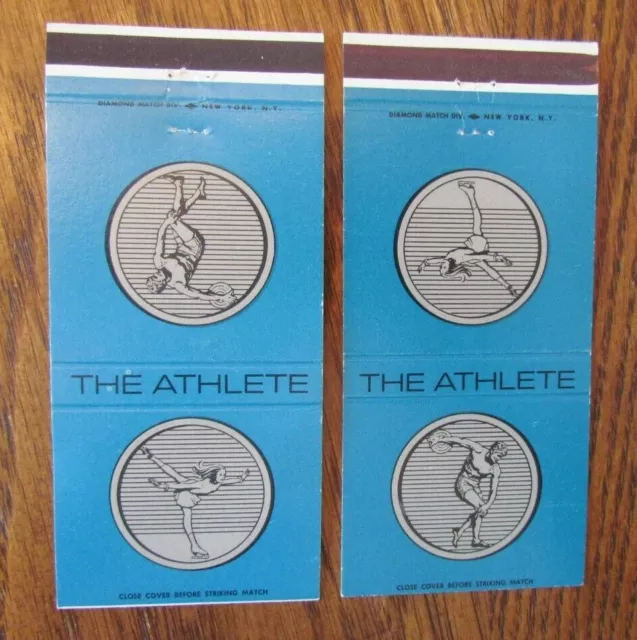 DIAMOND MATCH DIV. NEW YORK, N.Y.
THE ATHLETE
CLOSE COVER BEFORE STRIKING MATCH
DIAMOND MATCH DIV. NEW YORK, N.Y.
THE ATHLETE
CLOSE COVER BEFORE STRIKING MATCH